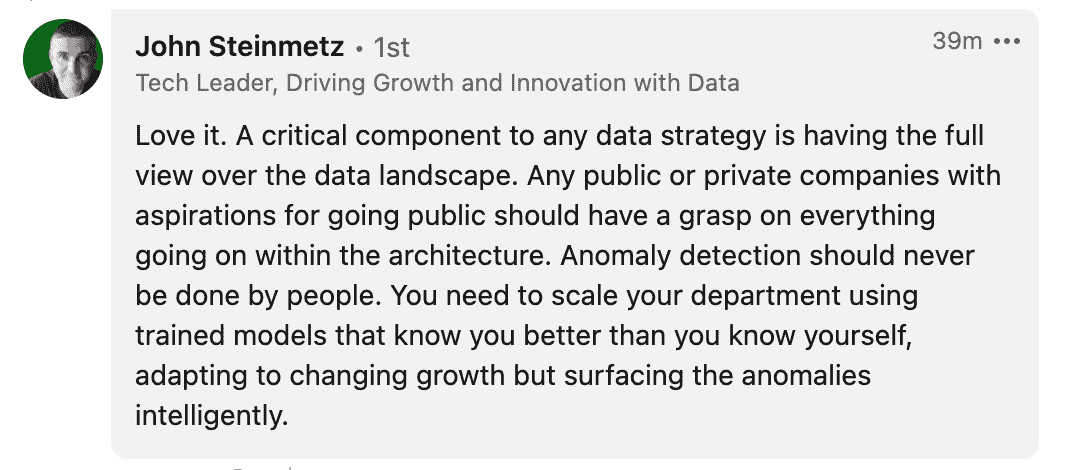 John Steinmetz • 1st
39m •••
Tech Leader, Driving Growth and Innovation with Data
Love it. A critical component to any data strategy is having the full
view over the data landscape. Any public or private companies with
aspirations for going public should have a grasp on everything
going on within the architecture. Anomaly detection should never
be done by people. You need to scale your department using
trained models that know you better than you know yourself,
adapting to changing growth but surfacing the anomalies
intelligently.